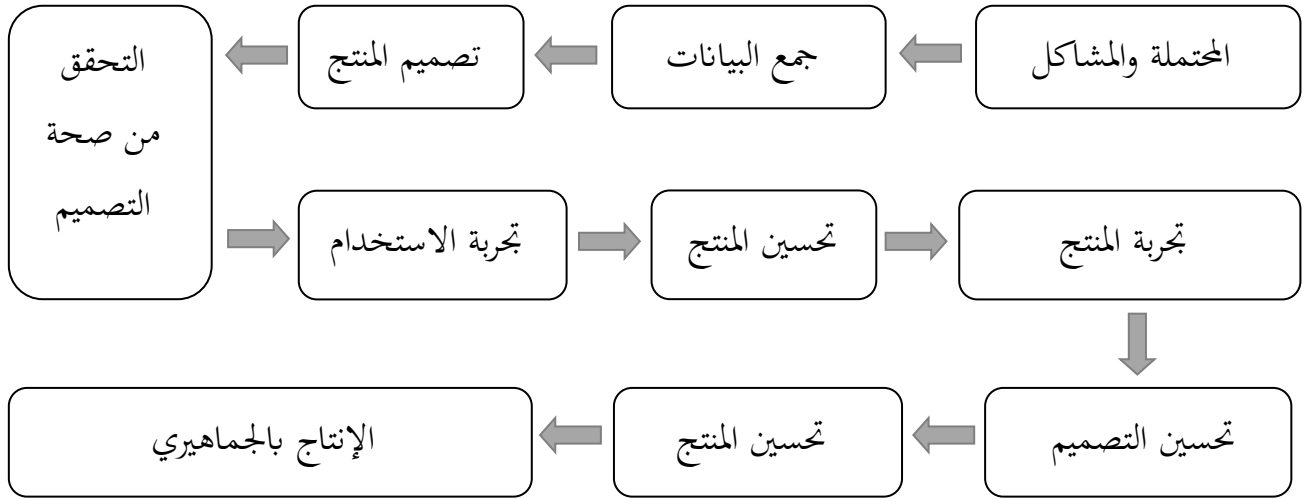 المحتملة والمشاكل
جمع البيانات
تصميم المنتج
التحقق
من صحة
التصميم
تجربة الاستخدام
تحسين المنتج
تجربة المنتج
تحسين التصميم
تحسين المنتج
الإنتاج بالجماهيري